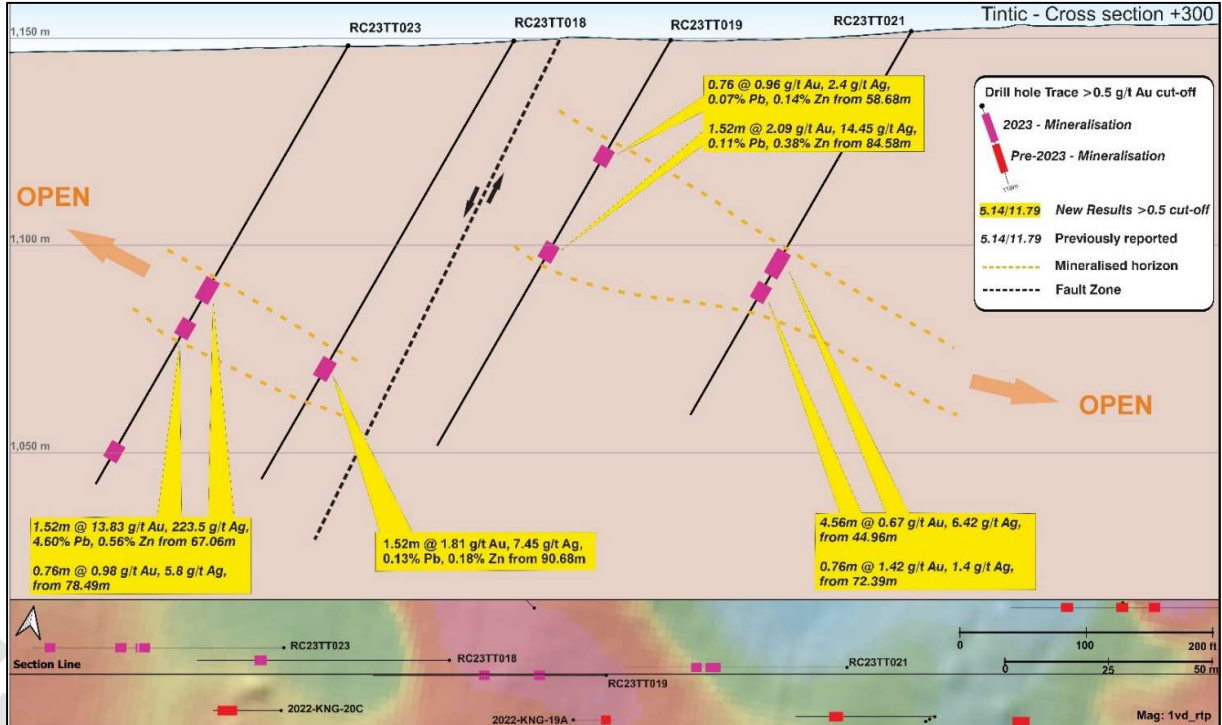 Tintic - Cross section +300
1,150 m
RC23TT023
RC23TT018
RC23TT019
RC23TT021
0.76 @ 0.96 g/t Au, 2.4 g/t Ag,
0.07% Pb, 0.14% Zn from 58.68m
1.52m @ 2.09 g/t Au, 14.45 g/t Ag,
0.11% Pb, 0.38% Zn from 84.58m
Drill hole Trace >0.5 g/t Au cut-off
2023 - Mineralisation
Pre-2023 - Mineralisation
5.14/11.79 New Results >0.5 cut-off
5.14/11.79 Previously reported
Mineralised horizon
Fault Zone
OPEN
1,100 m
OPEN
1,050 m
1.52m @ 13.83 g/t Au, 223.5 g/t Ag,
4.60% Pb, 0.56% Zn from 67.06m
0.76m @ 0.98 g/t Au, 5.8 g/t Ag,
from 78.49m
1.52m @ 1.81 g/t Au, 7.45 g/t Ag,
0.13% Pb, 0.18% Zn from 90.68m
4.56m @ 0.67 g/t Au, 6.42 g/t Ag,
from 44.96m
0.76m @ 1.42 g/t Au, 1.4 g/t Ag,
from 72.39m
RC23TT023
Section Line
RC23TT018
RC23TT019
RC23TT021
2022-KNG-20C
2022-KNG-19A
0 100 200 ft
0 25 50 m
Mag: 1vd_rtp